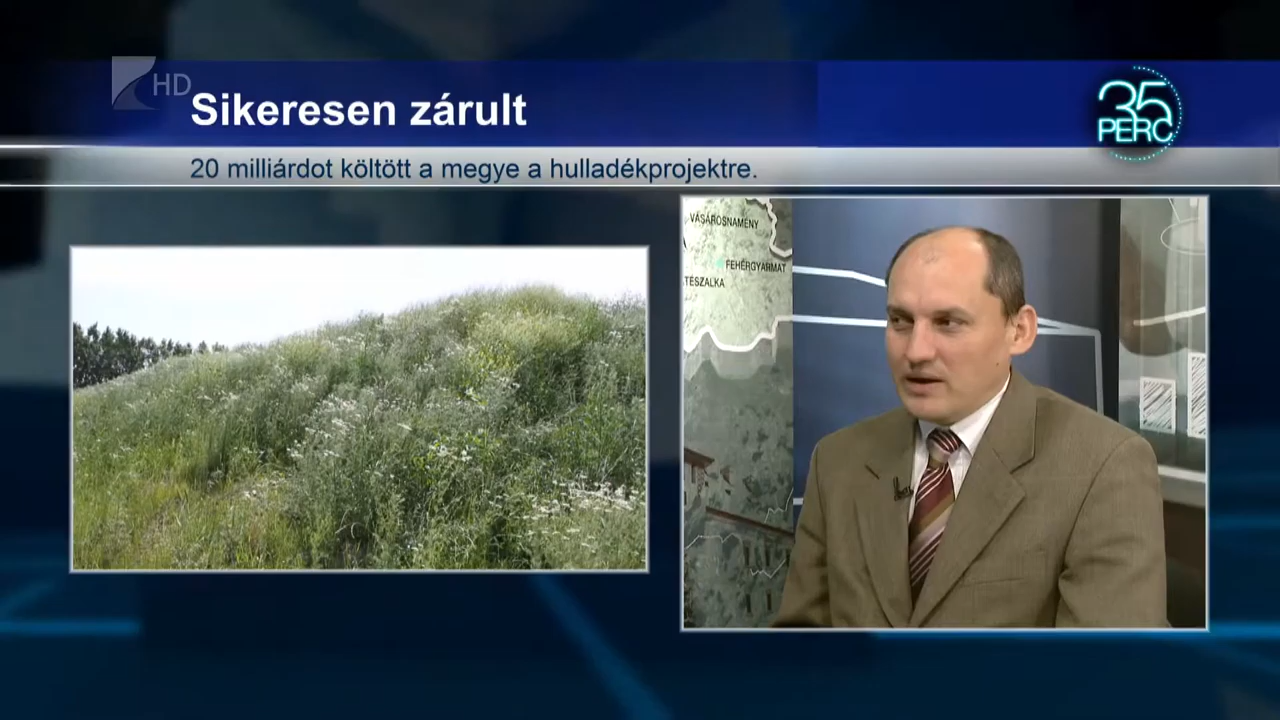 HD
Sikeresen zárult
35
PERC
20 milliárdot költött a megye a hulladékprojektre.
VÁSÁROSNAMÉNY
FEHÉRGYARMAT
TÉSZALKA